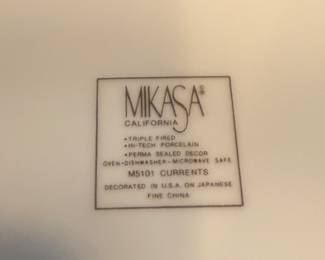 MIKASA®
CALIFORNIA
• TRIPLE FIRED
• HI-TECH PORCELAIN
• PERMA SEALED DECOR
OVEN-DISHWASHER-MICROWAVE SAFE
M5101 CURRENTS
DECORATED IN U.S.A. ON JAPANESE
FINE CHINA